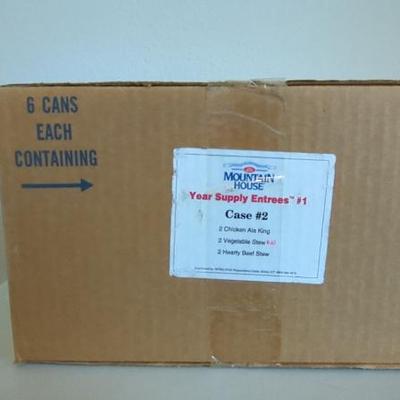 6 CANS
EACH
CONTAINING
MOUNTAIN
HOUSE
Year Supply Entrees™ #1
Case #2
2 Chicken Ala King
2 Vegetable Stew
2 Hearty Beef Stew